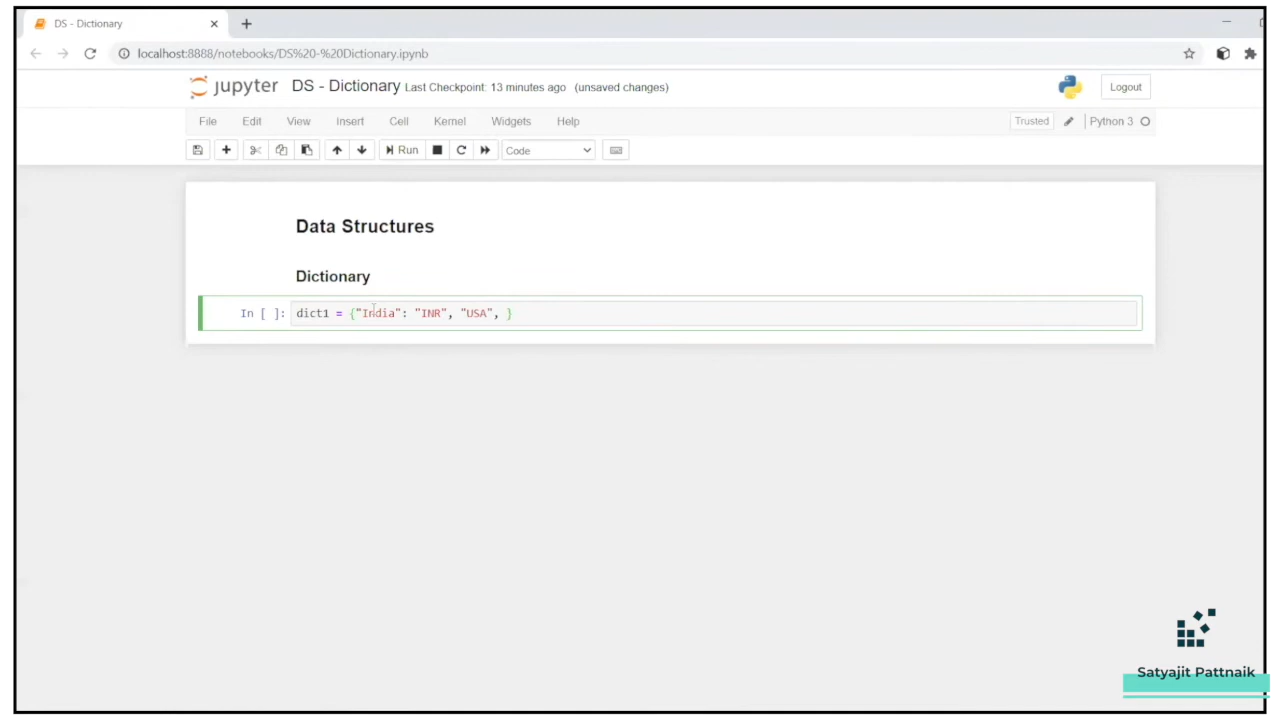 DS - Dictionary
localhost:8888/notebooks/DS%20-%20Dictionary.ipynb
jupyter DS - Dictionary Last Checkpoint: 13 minutes ago (unsaved changes) Logout
File Edit View Insert Cell Kernel Widgets Help Trusted Python 3
Run Code
Data Structures
Dictionary
In [ ]: dict1 = {"India": "INR", "USA", }
Satyajit Pattnaik